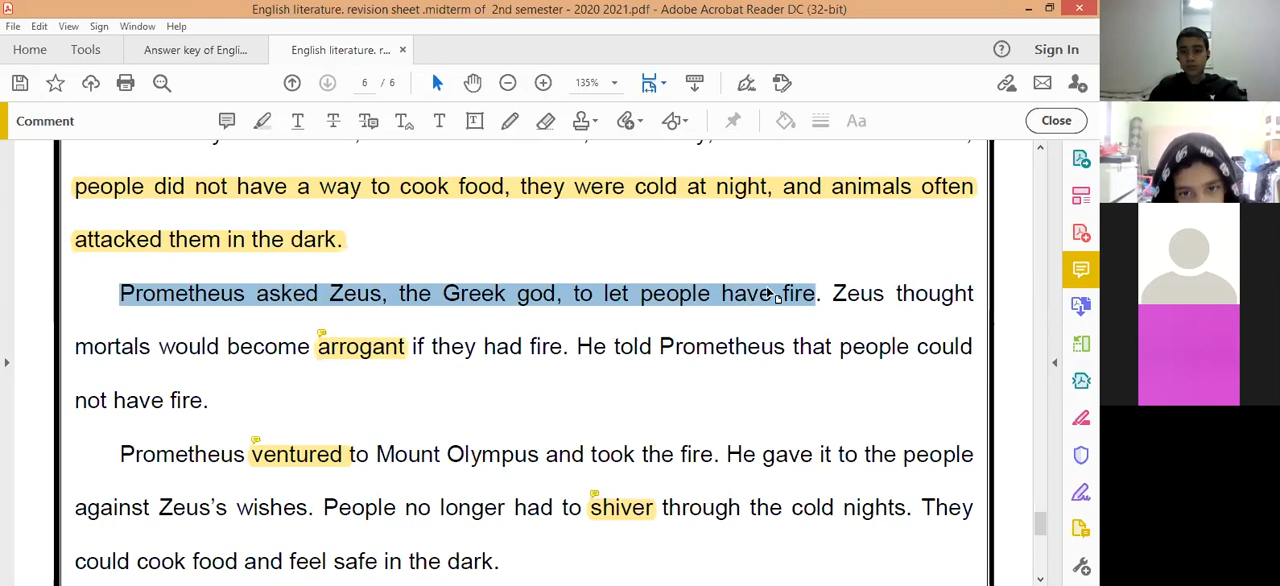 English literature. revision sheet .midterm of 2nd semester - 2020 2021.pdf - Adobe Acrobat Reader DC (32-bit)
File Edit View Sign Window Help
Home Tools Answer key of Engli... English literature. r... × Sign In
6 / 6 135%
Comment Close
people did not have a way to cook food, they were cold at night, and animals often
attacked them in the dark.
Prometheus asked Zeus, the Greek god, to let people have fire. Zeus thought
mortals would become arrogant if they had fire. He told Prometheus that people could
not have fire.
Prometheus ventured to Mount Olympus and took the fire. He gave it to the people
against Zeus's wishes. People no longer had to shiver through the cold nights. They
could cook food and feel safe in the dark.